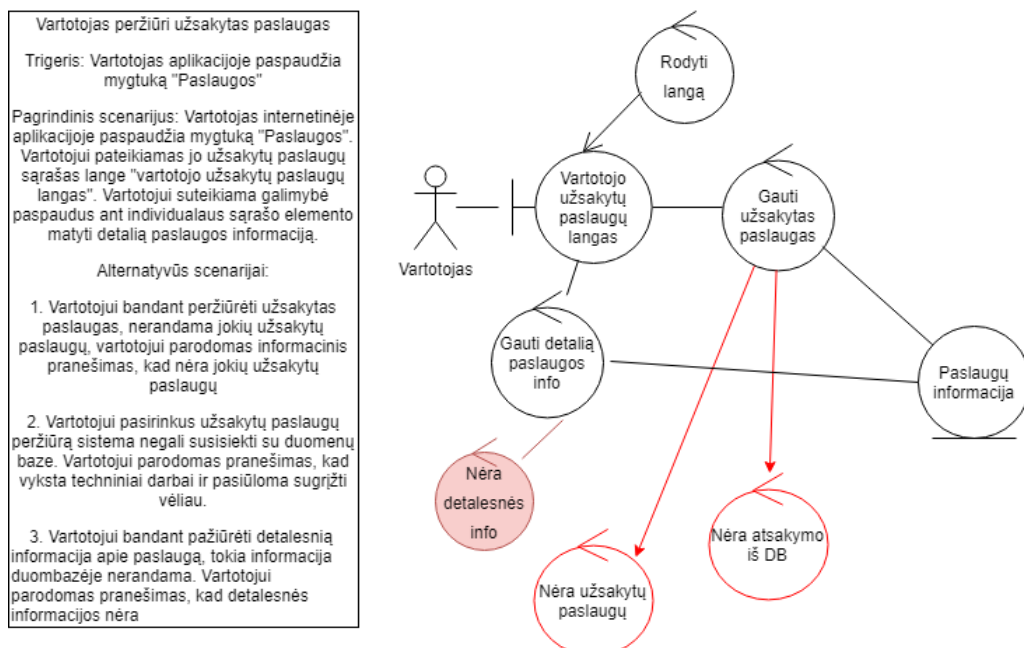 Vartotojas peržiūri užsakytas paslaugas
Trigeris: Vartotojas aplikacijoje paspaudžia
mygtuką "Paslaugos"
Pagrindinis scenarijus: Vartotojas internetinėje
aplikacijoje paspaudžia mygtuką "Paslaugos".
Vartotojui pateikiamas jo užsakytų paslaugų
sąrašas lange "vartotojo užsakytų paslaugų
langas". Vartotojui suteikiama galimybė
paspaudus ant individualaus sąrašo elemento
matyti detalią paslaugos informaciją.
Alternatyvūs scenarijai:
1. Vartotojui bandant peržiūrėti užsakytas
paslaugas, nerandama jokių užsakytų
paslaugų, vartotojui parodomas informacinis
pranešimas, kad nėra jokių užsakytų
paslaugų
2. Vartotojui pasirinkus užsakytų paslaugų
peržiūrą sistema negali susisiekti su duomenų
baze. Vartotojui parodomas pranešimas, kad
vyksta techniniai darbai ir pasiūloma sugrįžti
vėliau.
3. Vartotojui bandant pažiūrėti detalesnią
informacija apie paslaugą, tokia informacija
duombazėje nerandama. Vartotojui
parodomas pranešimas, kad detalesnės
informacijos nėra
Rodyti
langą
Vartotojas
Vartotojo
užsakytų
paslaugų
langas
Gauti
užsakytas
paslaugas
Gauti detalią
paslaugos
info
Paslaugų
informacija
Nėra
detalesnės
info
Nėra užsakytų
paslaugų
Nėra atsakymo
iš DB